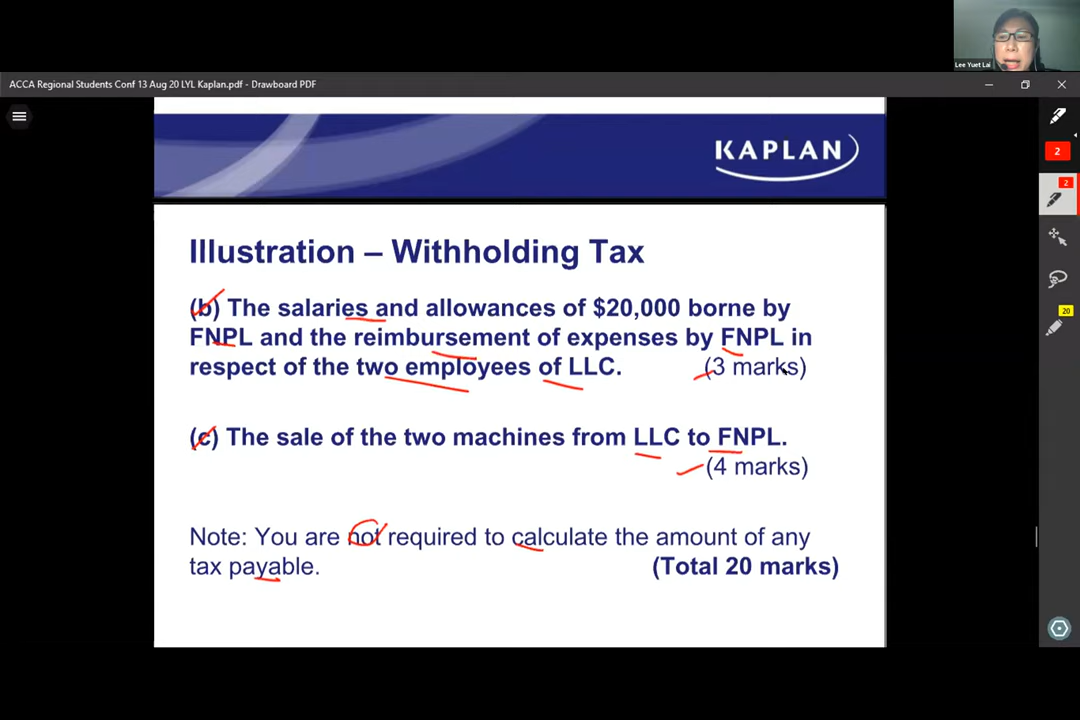 Lee Yuet Lai
ACCA Regional Students Conf 13 Aug 20 LYL Kaplan.pdf - Drawboard PDF
KAPLAN
2
2
Illustration – Withholding Tax
(b) The salaries and allowances of $20,000 borne by
FNPL and the reimbursement of expenses by FNPL in
respect of the two employees of LLC. (3 marks)
(c) The sale of the two machines from LLC to FNPL.
(4 marks)
20
Note: You are not required to calculate the amount of any
tax payable. (Total 20 marks)